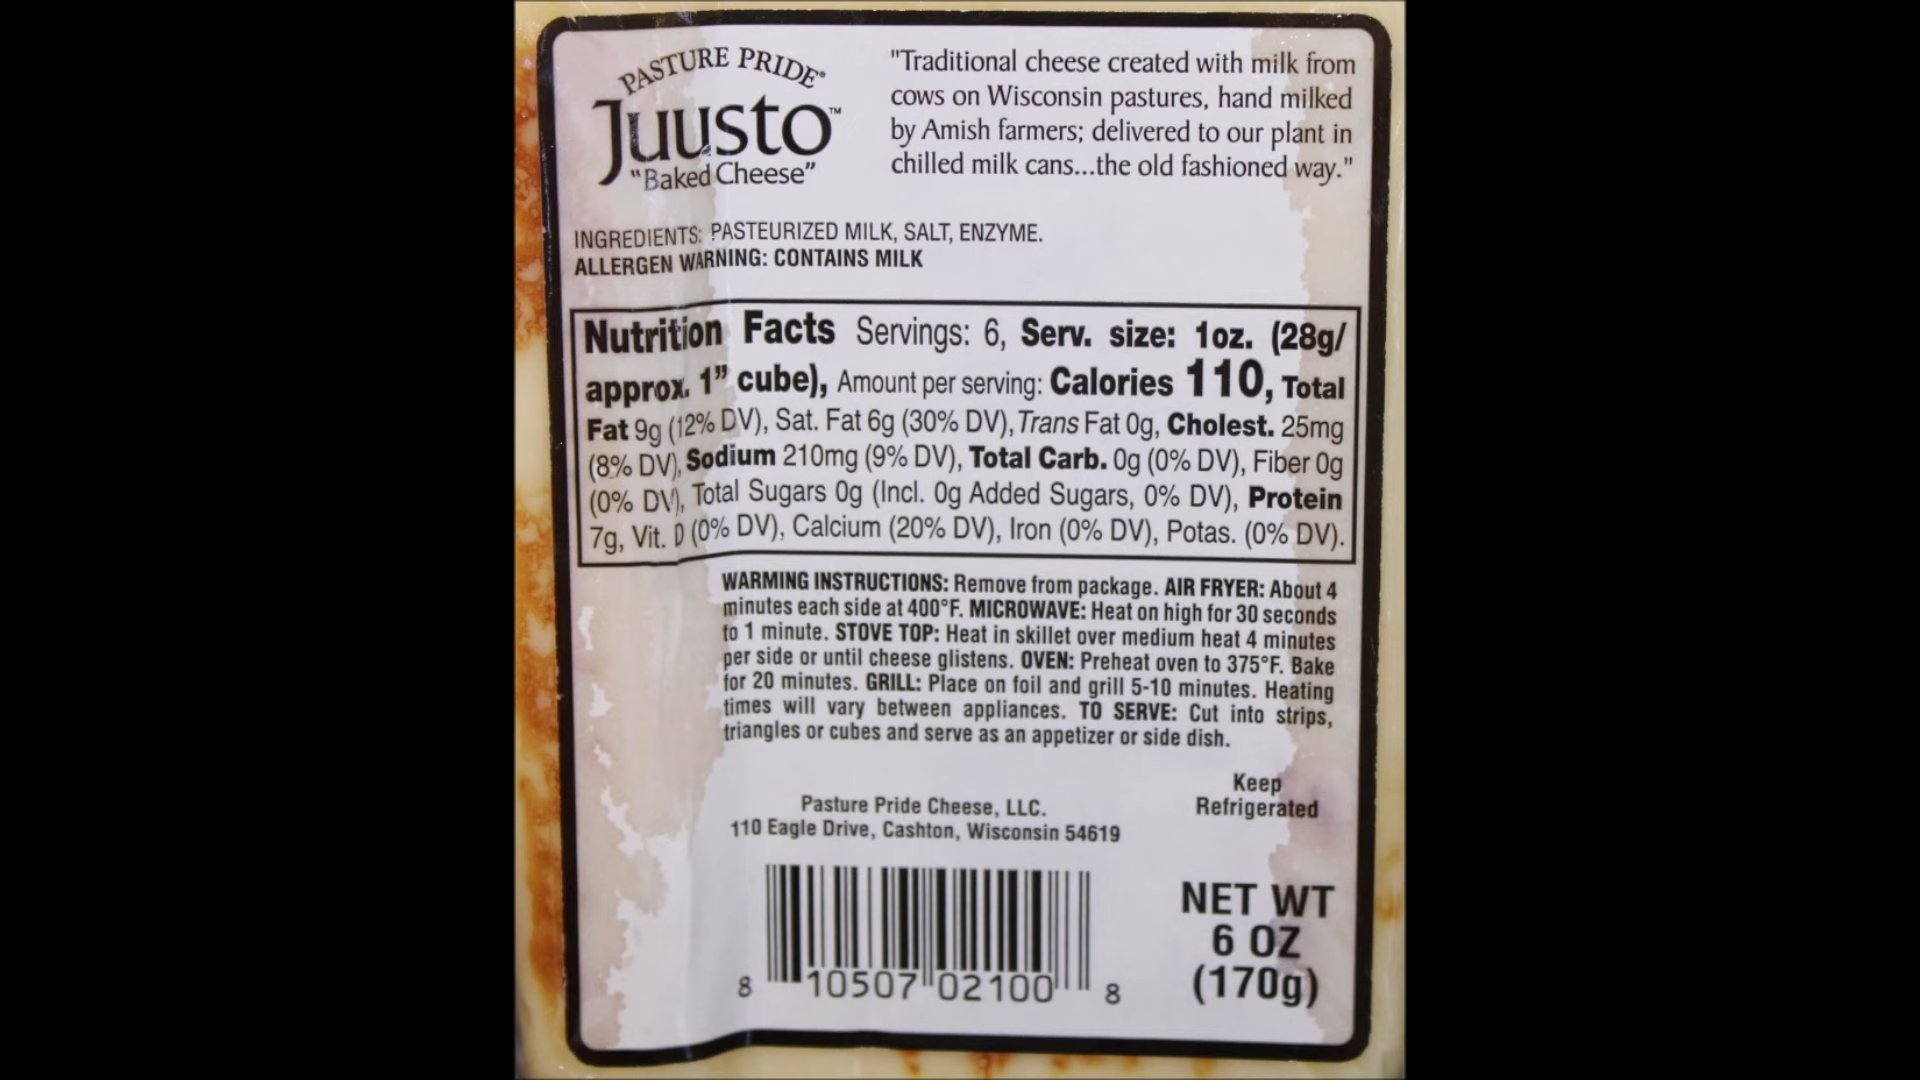 PASTURE PRIDE®
Juusto™
"Baked Cheese"
"Traditional cheese created with milk from
cows on Wisconsin pastures, hand milked
by Amish farmers; delivered to our plant in
chilled milk cans...the old fashioned way."
INGREDIENTS: PASTEURIZED MILK, SALT, ENZYME.
ALLERGEN WARNING: CONTAINS MILK
Nutrition Facts Servings: 6, Serv. size: 1oz. (28g/
approx. 1" cube), Amount per serving: Calories 110, Total
Fat 9g (12% DV), Sat. Fat 6g (30% DV), Trans Fat 0g, Cholest. 25mg
(8% DV), Sodium 210mg (9% DV), Total Carb. 0g (0% DV), Fiber 0g
(0% DV), Total Sugars 0g (Incl. 0g Added Sugars, 0% DV), Protein
7g, Vit. D (0% DV), Calcium (20% DV), Iron (0% DV), Potas. (0% DV).
WARMING INSTRUCTIONS: Remove from package. AIR FRYER: About 4
minutes each side at 400°F. MICROWAVE: Heat on high for 30 seconds
to 1 minute. STOVE TOP: Heat in skillet over medium heat 4 minutes
per side or until cheese glistens. OVEN: Preheat oven to 375°F. Bake
for 20 minutes. GRILL: Place on foil and grill 5-10 minutes. Heating
times will vary between appliances. TO SERVE: Cut into strips,
triangles or cubes and serve as an appetizer or side dish.
Keep
Refrigerated
Pasture Pride Cheese, LLC.
110 Eagle Drive, Cashton, Wisconsin 54619
8 10507 02100 8
NET WT
6 OZ
(170g)